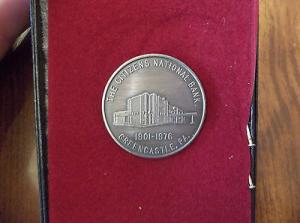 THE CITIZENS NATIONAL BANK
1901-1976
GREENCASTLE, PA.